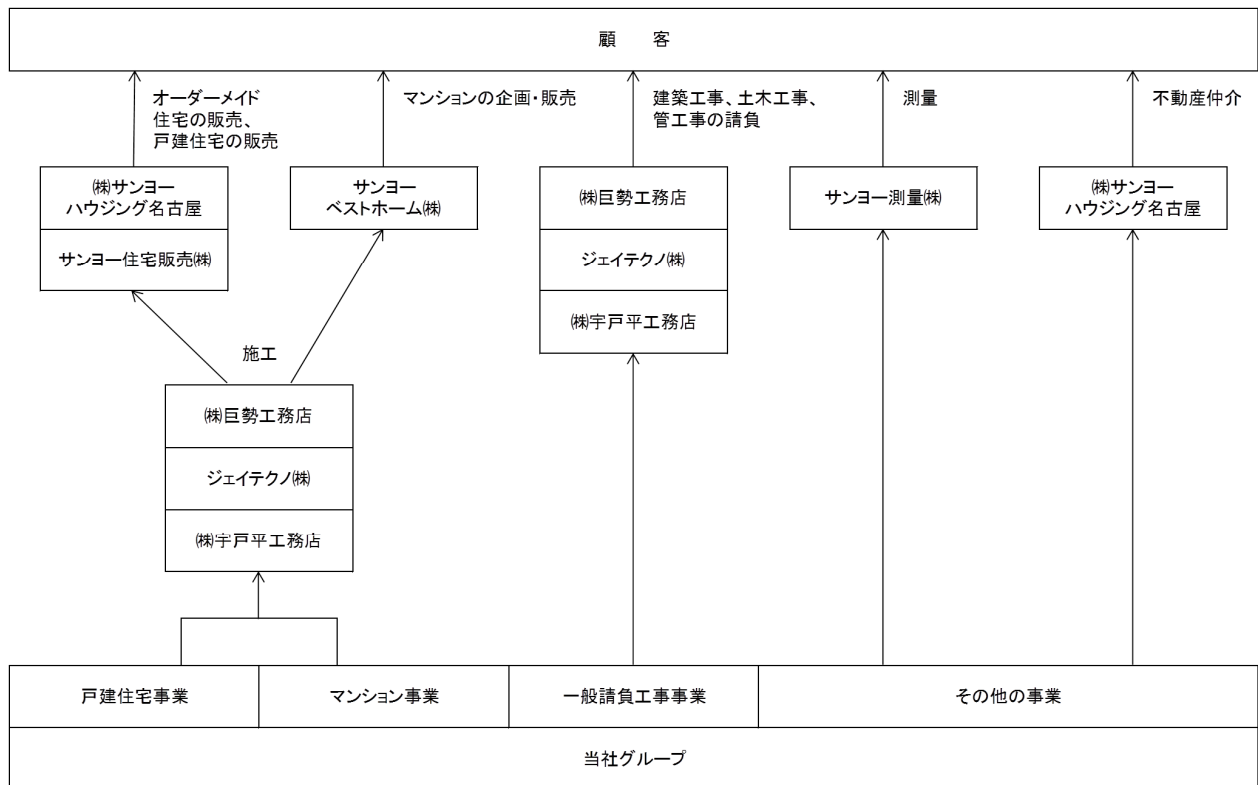 顧　客
オーダーメイド
住宅の販売、
戸建住宅の販売
マンションの企画・販売
建築工事、土木工事、
管工事の請負
測量
不動産仲介
㈱サンヨー
ハウジング名古屋
サンヨー住宅販売㈱
サンヨー
ベストホーム㈱
㈱巨勢工務店
ジェイテクノ㈱
㈱宇戸平工務店
サンヨー測量㈱
㈱サンヨー
ハウジング名古屋
施工
㈱巨勢工務店
ジェイテクノ㈱
㈱宇戸平工務店
戸建住宅事業
マンション事業
一般請負工事事業
その他の事業
当社グループ